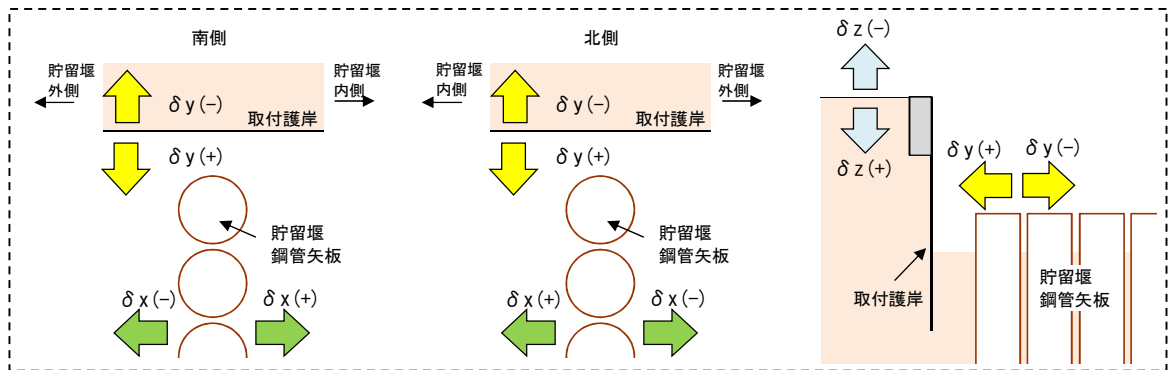 南側
貯留堰
外側
δy(−)
貯留堰
内側
取付護岸
δy(+)
貯留堰
鋼管矢板
δx(−)
δx(+)
北側
貯留堰
内側
δy(−)
貯留堰
外側
取付護岸
δy(+)
貯留堰
鋼管矢板
δx(+)
δx(−)
δz(−)
δz(+)
δy(+)
δy(−)
取付護岸
貯留堰
鋼管矢板